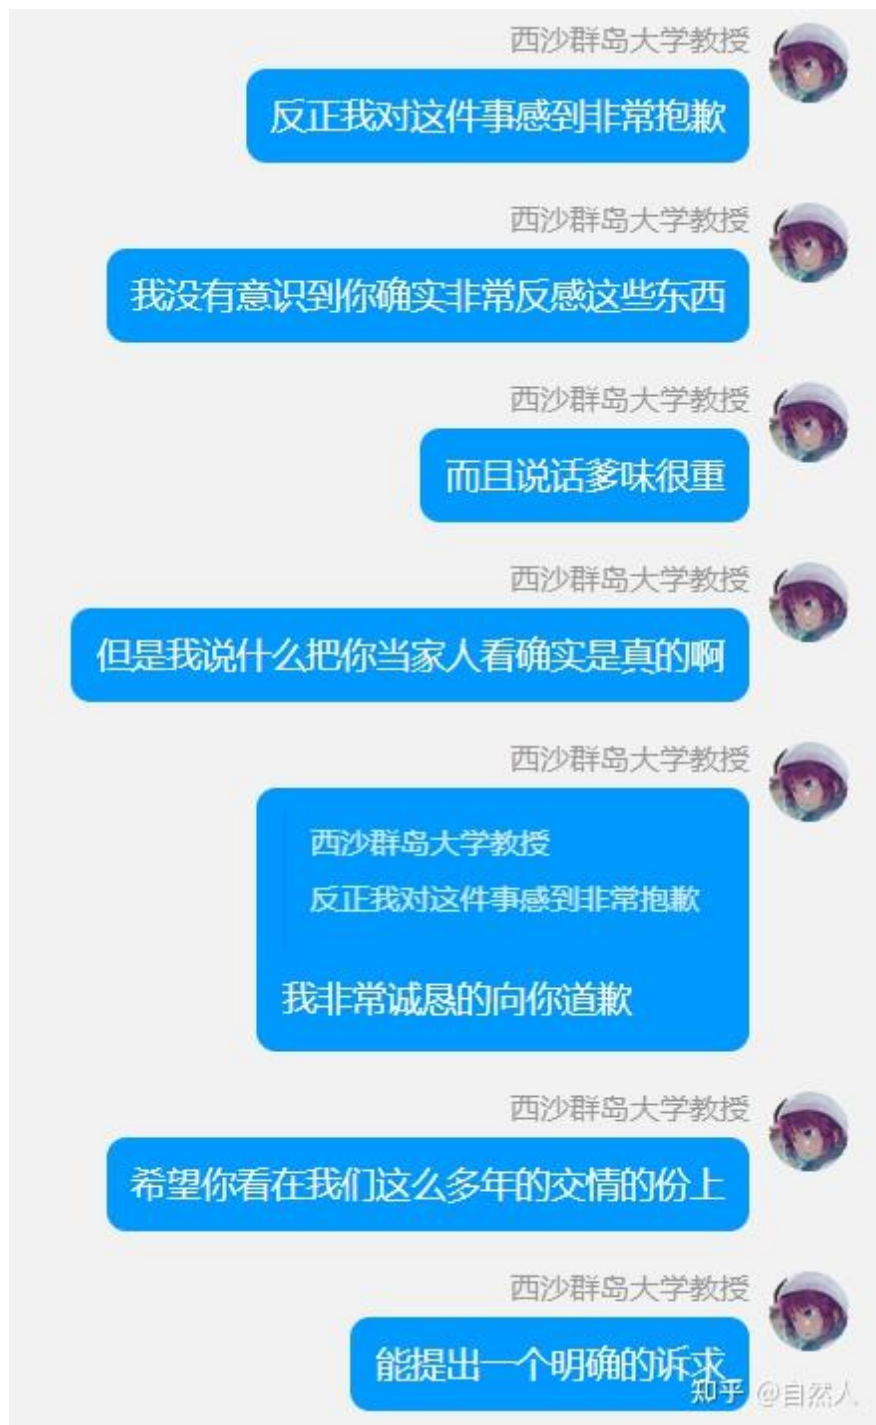 西沙群岛大学教授
反正我对这件事感到非常抱歉
西沙群岛大学教授
我没有意识到你确实非常反感这些东西
西沙群岛大学教授
而且说话爹味很重
西沙群岛大学教授
但是我说什么把你当家人看确实是真的啊
西沙群岛大学教授
西沙群岛大学教授
反正我对这件事感到非常抱歉
我非常诚恳的向你道歉
西沙群岛大学教授
希望你看在我们这么多年的交情的份上
西沙群岛大学教授
能提出一个明确的诉求
知乎 @自然人